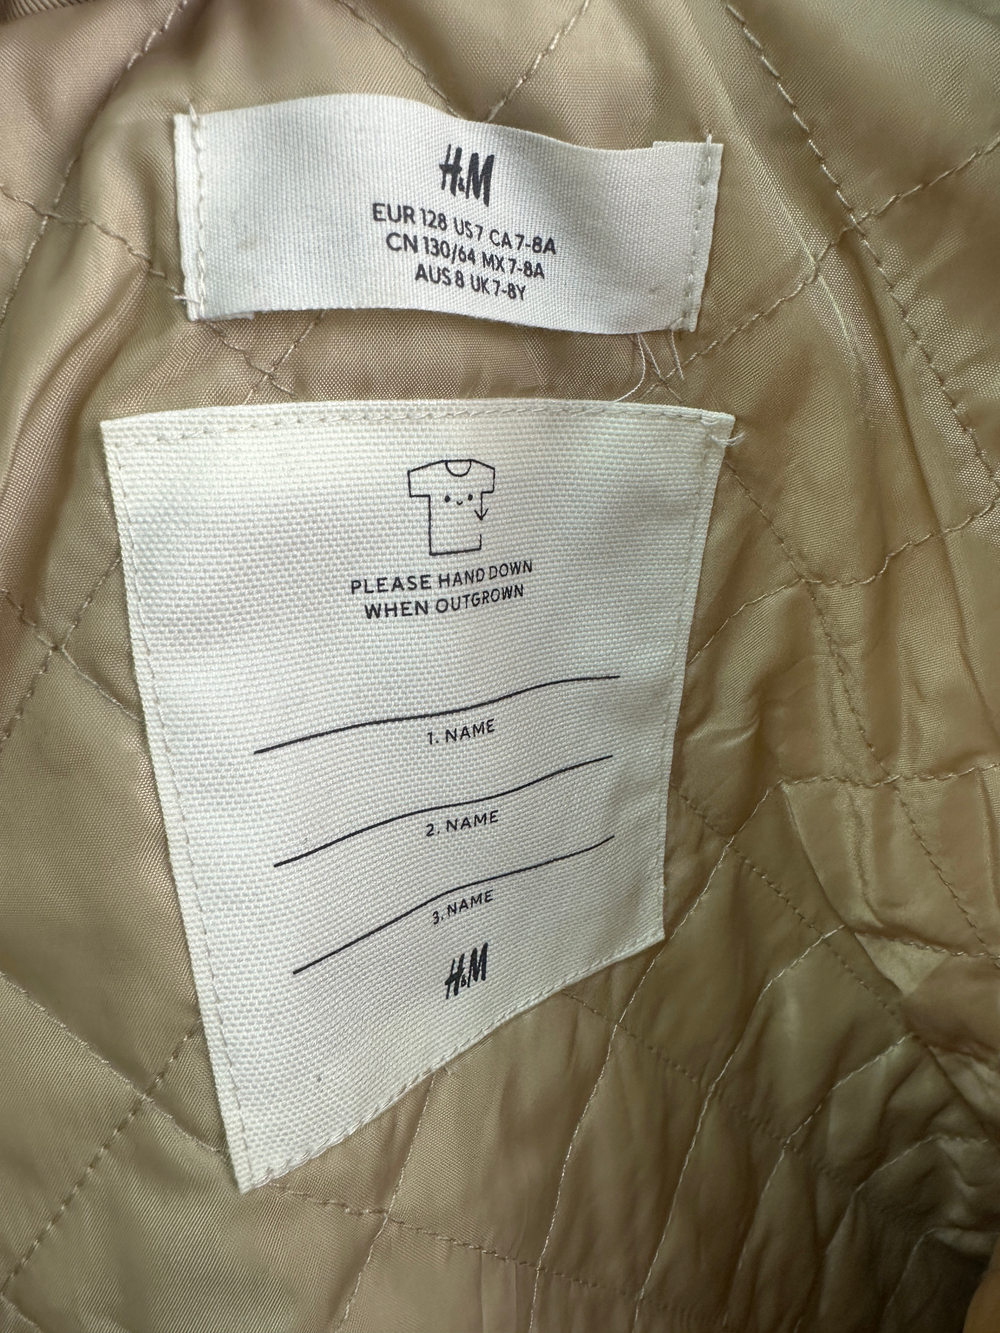 H&M
EUR 128 US 7 CA 7-8A
CN 130/64 MX 7-8A
AUS 8 UK 7-8Y
PLEASE HAND DOWN
WHEN OUTGROWN
1. NAME
2. NAME
3. NAME
H&M